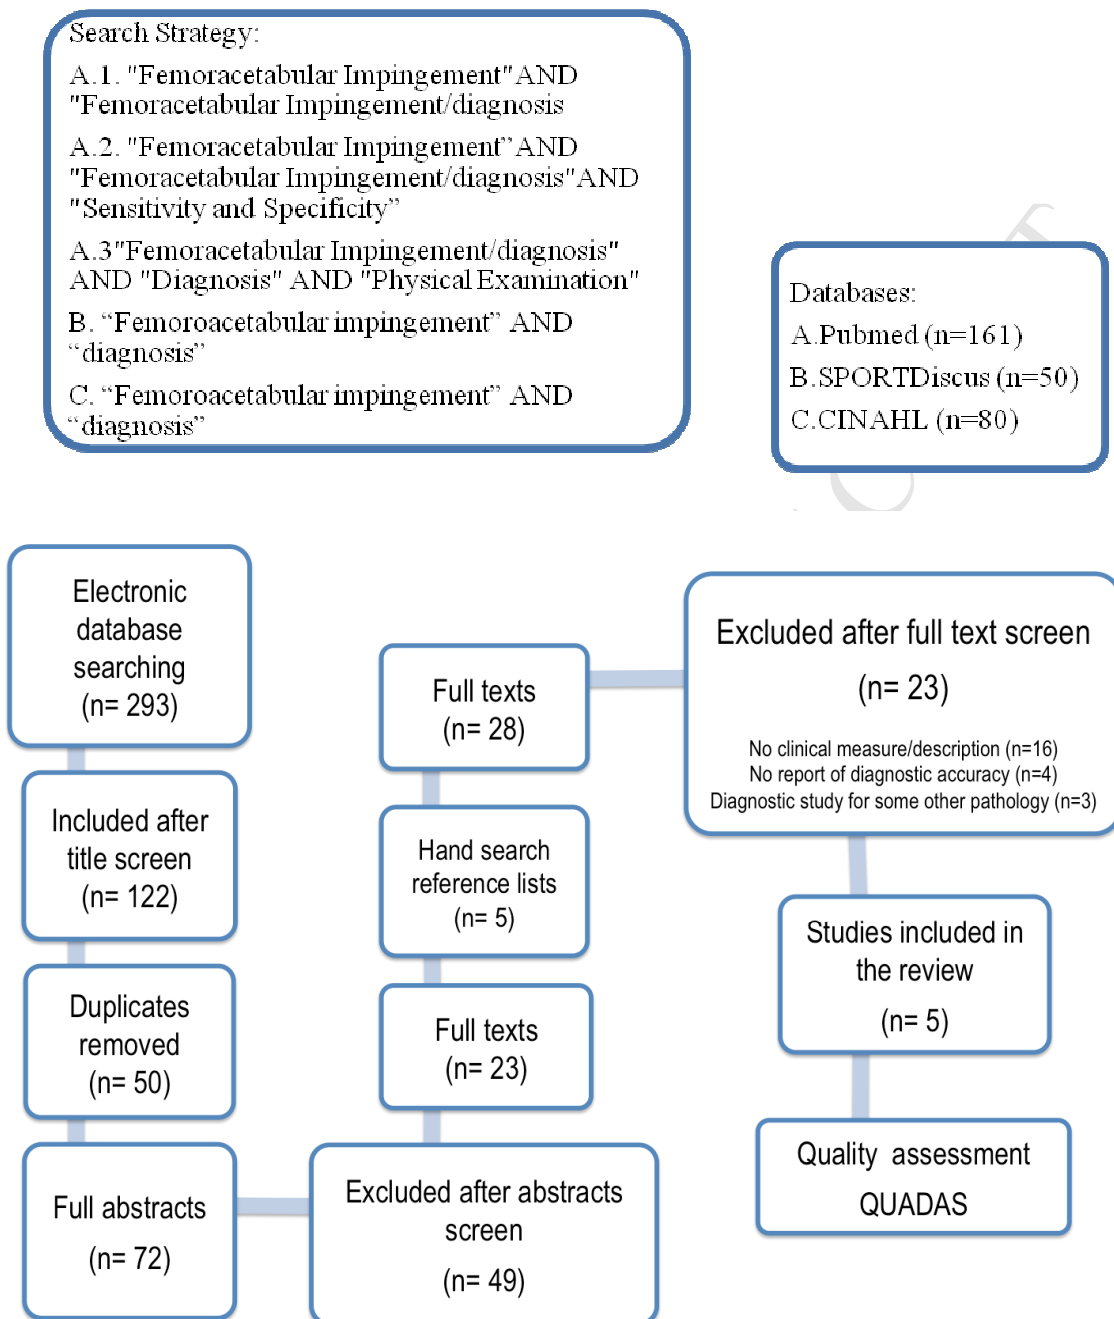 Search Strategy:
A.1. "Femoracetabular Impingement" AND
"Femoracetabular Impingement/diagnosis
A.2. "Femoracetabular Impingement” AND
"Femoracetabular Impingement/diagnosis" AND
"Sensitivity and Specificity”
A.3"Femoracetabular Impingement/diagnosis"
AND "Diagnosis" AND "Physical Examination"
B. “Femoroacetabular impingement” AND
“diagnosis”
C. “Femoroacetabular impingement” AND
“diagnosis”
Databases:
A.Pubmed (n=161)
B.SPORTDiscus (n=50)
C.CINAHL (n=80)
Electronic
database
searching
(n= 293)
Included after
title screen
(n= 122)
Duplicates
removed
(n= 50)
Full abstracts
(n= 72)
Excluded after abstracts
screen
(n= 49)
Full texts
(n= 23)
Hand search
reference lists
(n= 5)
Full texts
(n= 28)
Excluded after full text screen
(n= 23)
No clinical measure/description (n=16)
No report of diagnostic accuracy (n=4)
Diagnostic study for some other pathology (n=3)
Studies included in
the review
(n= 5)
Quality assessment
QUADAS